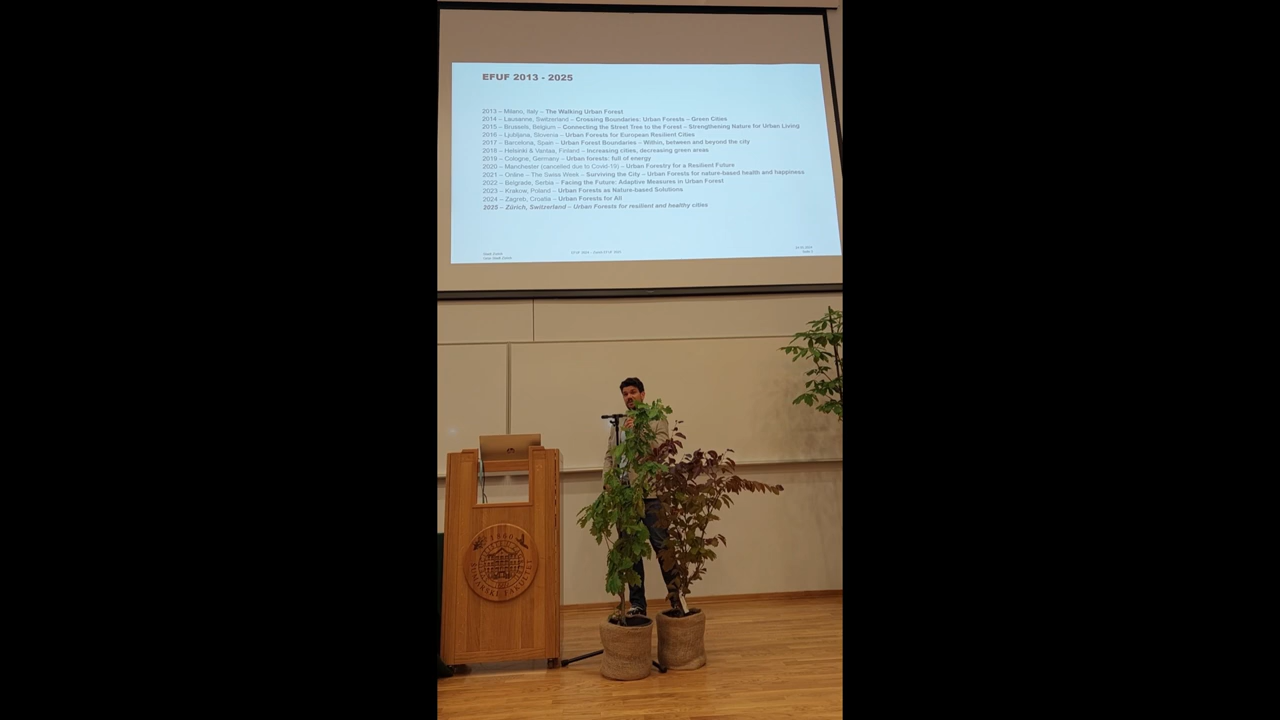 EFUF 2013 - 2025
2013 – Milano, Italy – The Walking Urban Forest
2014 – Lausanne, Switzerland – Crossing Boundaries: Urban Forests – Green Cities
2015 – Brussels, Belgium – Connecting the Street Tree to the Forest – Strengthening Nature for Urban Living
2016 – Ljubljana, Slovenia – Urban Forests for European Resilient Cities
2017 – Barcelona, Spain – Urban Forest Boundaries – Within, between and beyond the city
2018 – Helsinki & Vantaa, Finland – Increasing cities, decreasing green areas
2019 – Cologne, Germany – Urban forests: full of energy
2020 – Manchester (cancelled due to Covid-19) – Urban Forestry for a Resilient Future
2021 – Online – The Swiss Week – Surviving the City – Urban Forests for nature-based health and happiness
2022 – Belgrade, Serbia – Facing the Future: Adaptive Measures in Urban Forest
2023 – Krakow, Poland – Urban Forests as Nature-based Solutions
2024 – Zagreb, Croatia – Urban Forests for All
2025 – Zürich, Switzerland – Urban Forests for resilient and healthy cities
1960
ŠUMARSKI FAKULTET